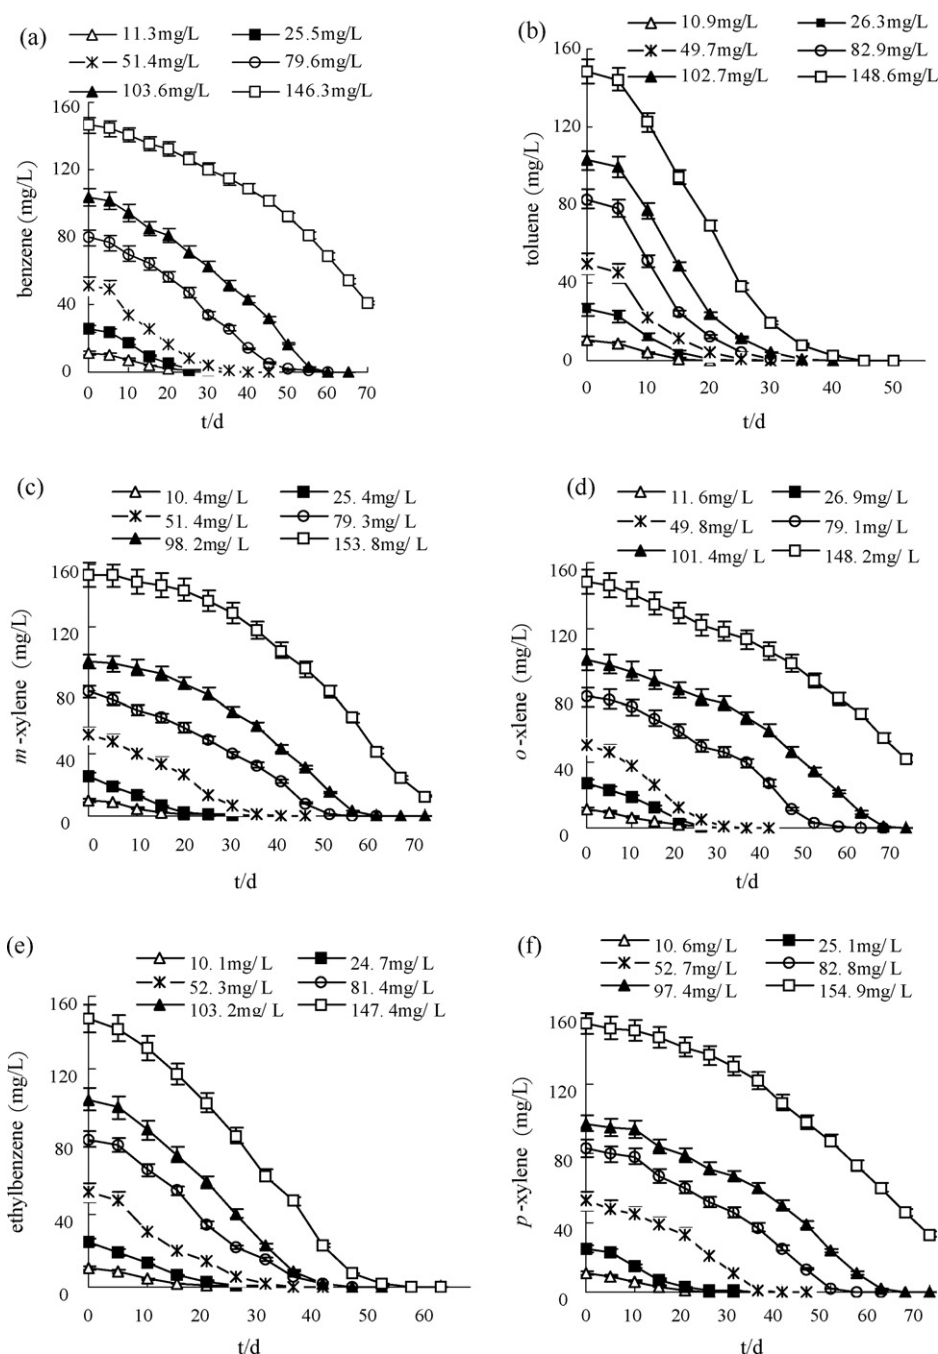 (a)
11.3mg/L 25.5mg/L
51.4mg/L 79.6mg/L
103.6mg/L 146.3mg/L
160
120
80
40
0
benzene (mg/L)
0 10 20 30 40 50 60 70
t/d
(b)
10.9mg/L 26.3mg/L
49.7mg/L 82.9mg/L
102.7mg/L 148.6mg/L
160
120
80
40
0
toluene (mg/L)
0 10 20 30 40 50
t/d
(c)
10. 4mg/ L 25. 4mg/ L
51. 4mg/ L 79. 3mg/ L
98. 2mg/ L 153. 8mg/ L
160
120
80
40
0
m-xylene (mg/L)
0 10 20 30 40 50 60 70
t/d
(d)
11. 6mg/ L 26. 9mg/ L
49. 8mg/ L 79. 1mg/ L
101. 4mg/ L 148. 2mg/ L
160
120
80
40
0
o-xlene (mg/L)
0 10 20 30 40 50 60 70
t/d
(e)
10. 1mg/ L 24. 7mg/ L
52. 3mg/ L 81. 4mg/ L
103. 2mg/ L 147. 4mg/ L
160
120
80
40
0
ethylbenzene (mg/L)
0 10 20 30 40 50 60
t/d
(f)
10. 6mg/ L 25. 1mg/ L
52. 7mg/ L 82. 8mg/ L
97. 4mg/ L 154. 9mg/ L
160
120
80
40
0
p-xylene (mg/L)
0 10 20 30 40 50 60 70
t/d